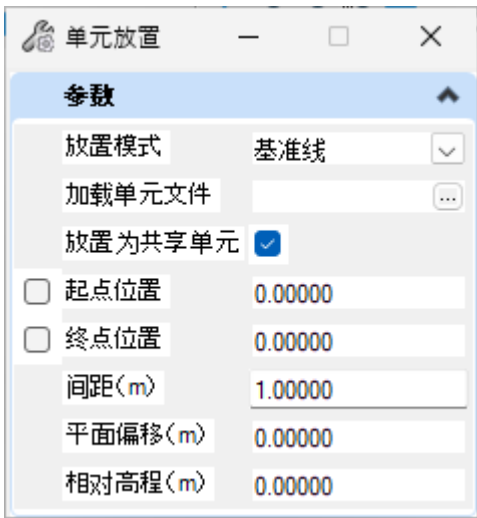 单元放置
参数
放置模式 基准线
加载单元文件 ...
放置为共享单元
起点位置 0.00000
终点位置 0.00000
间距(m) 1.00000
平面偏移(m) 0.00000
相对高程(m) 0.00000